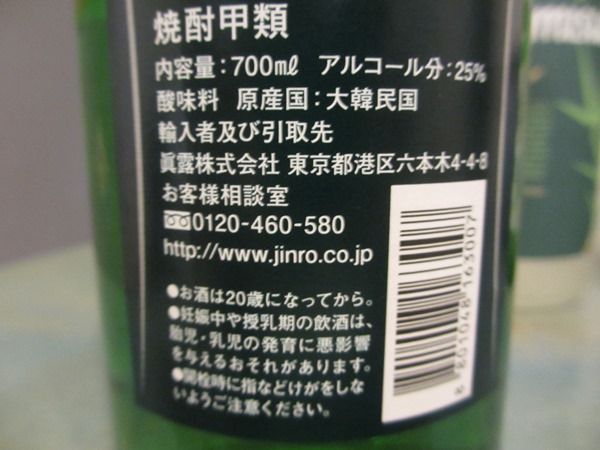 焼酎甲類
内容量：700mℓ アルコール分：25%
酸味料 原産国：大韓民国
輸入者及び引取先
眞露株式会社 東京都港区六本木4-4-8
お客様相談室
0120-460-580
http://www.jinro.co.jp
●お酒は20歳になってから。
●妊娠中や授乳期の飲酒は、
胎児・乳児の発育に悪影響
を与えるおそれがあります。
●開栓時に指などけがをしな
いようご注意ください。
8 801048 163007